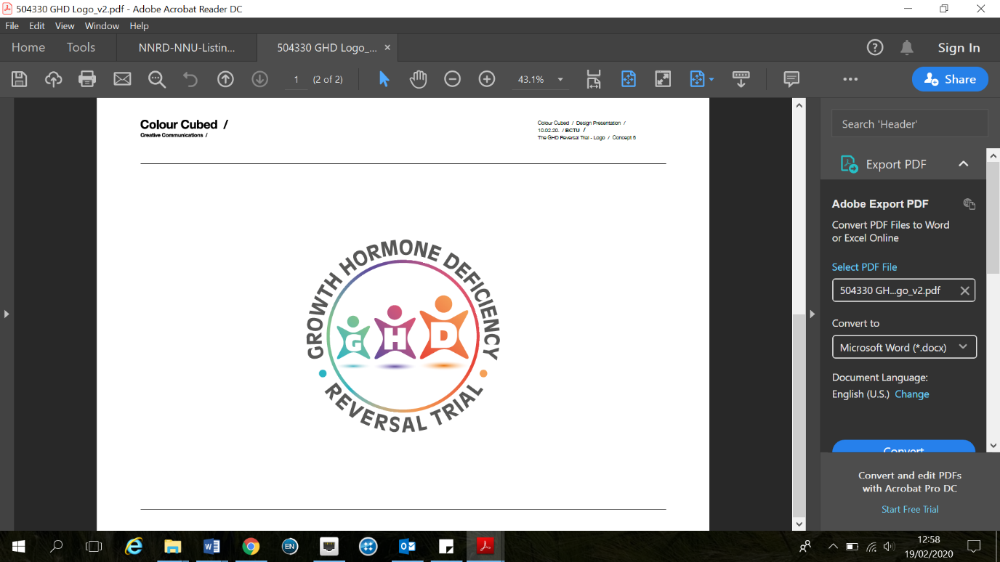 504330 GHD Logo_v2.pdf - Adobe Acrobat Reader DC
File Edit View Window Help
Home Tools NNRD-NNU-Listin... 504330 GHD Logo_... ×
Sign In
1 (2 of 2) 43.1% Share
Colour Cubed /
Creative Communications /
Colour Cubed / Design Presentation /
10.02.20. / BCTU /
The GHD Reversal Trial - Logo / Concept 5
GROWTH HORMONE DEFICIENCY
G H D
REVERSAL TRIAL
Search 'Header'
Export PDF
Adobe Export PDF
Convert PDF Files to Word
or Excel Online
Select PDF File
504330 GH...go_v2.pdf
Convert to
Microsoft Word (*.docx)
Document Language:
English (U.S.) Change
Convert
Convert and edit PDFs
with Acrobat Pro DC
Start Free Trial
EN
12:58
19/02/2020